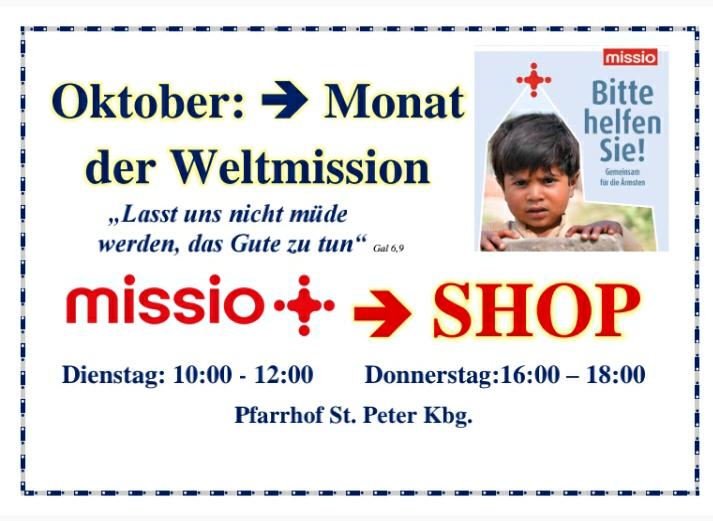 Oktober: ➔ Monat
der Weltmission
„Lasst uns nicht müde
werden, das Gute zu tun“ Gal 6,9
missio
Bitte
helfen
Sie!
Gemeinsam
für die Ärmsten
missio ➔ SHOP
Dienstag: 10:00 - 12:00 Donnerstag:16:00 – 18:00
Pfarrhof St. Peter Kbg.